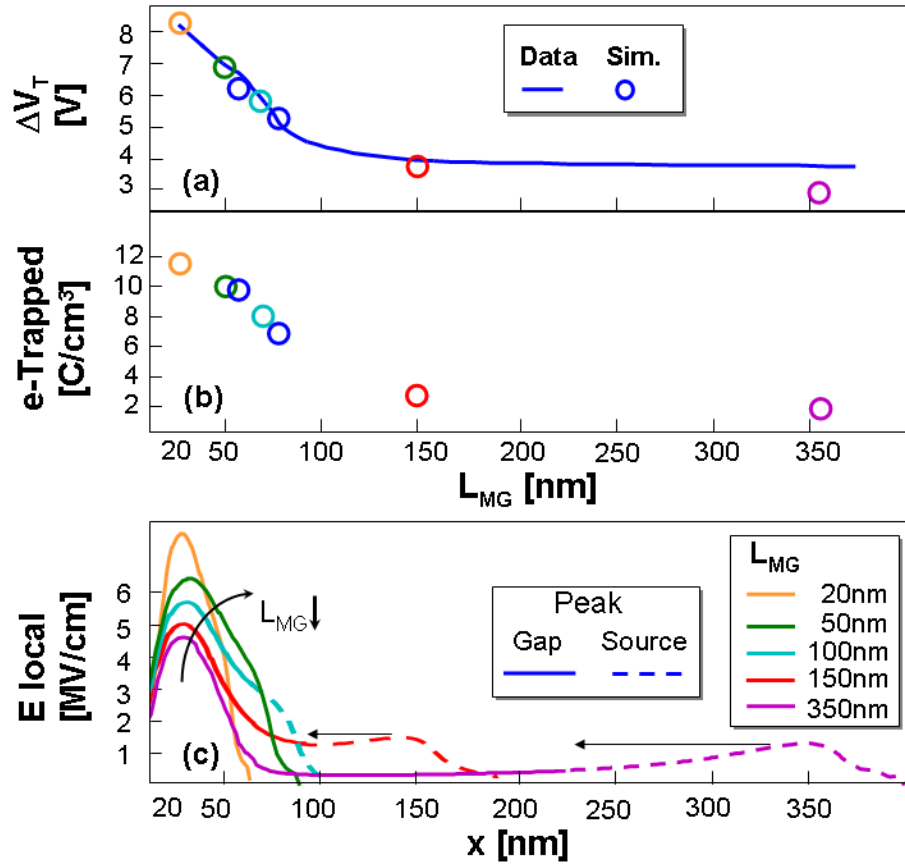 8
7
6
5
4
3
ΔV_T
[V]
Data Sim.
(a)
12
10
8
6
4
2
e-Trapped
[C/cm³]
(b)
20 50 100 150 200 250 300 350
L_MG [nm]
6
5
4
3
2
1
E local
[MV/cm]
L_MG↓
Peak
Gap Source
L_MG
20nm
50nm
100nm
150nm
350nm
(c)
20 50 100 150 200 250 300 350
x [nm]